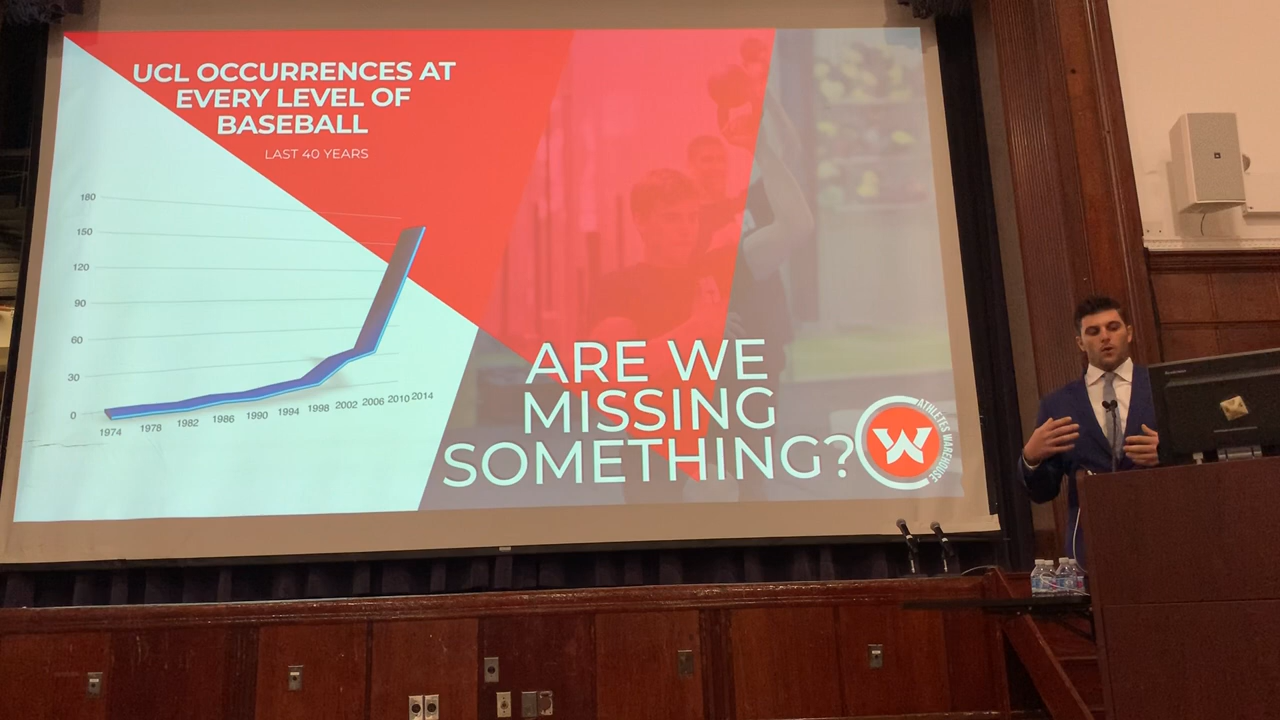 UCL OCCURRENCES AT
EVERY LEVEL OF
BASEBALL
LAST 40 YEARS
180
150
120
90
60
30
0
1974 1978 1982 1986 1990 1994 1998 2002 2006 2010 2014
ARE WE
MISSING
SOMETHING?
W
ATHLETES WAREHOUSE